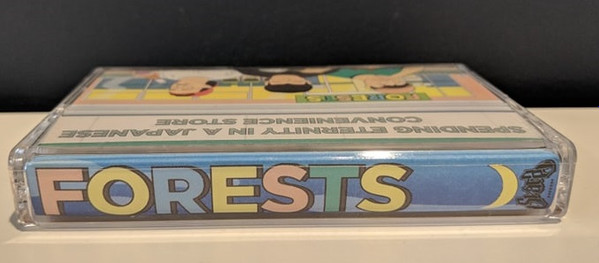 FORESTS
SPENDING ETERNITY IN A JAPANESE
CONVENIENCE STORE
FORESTS